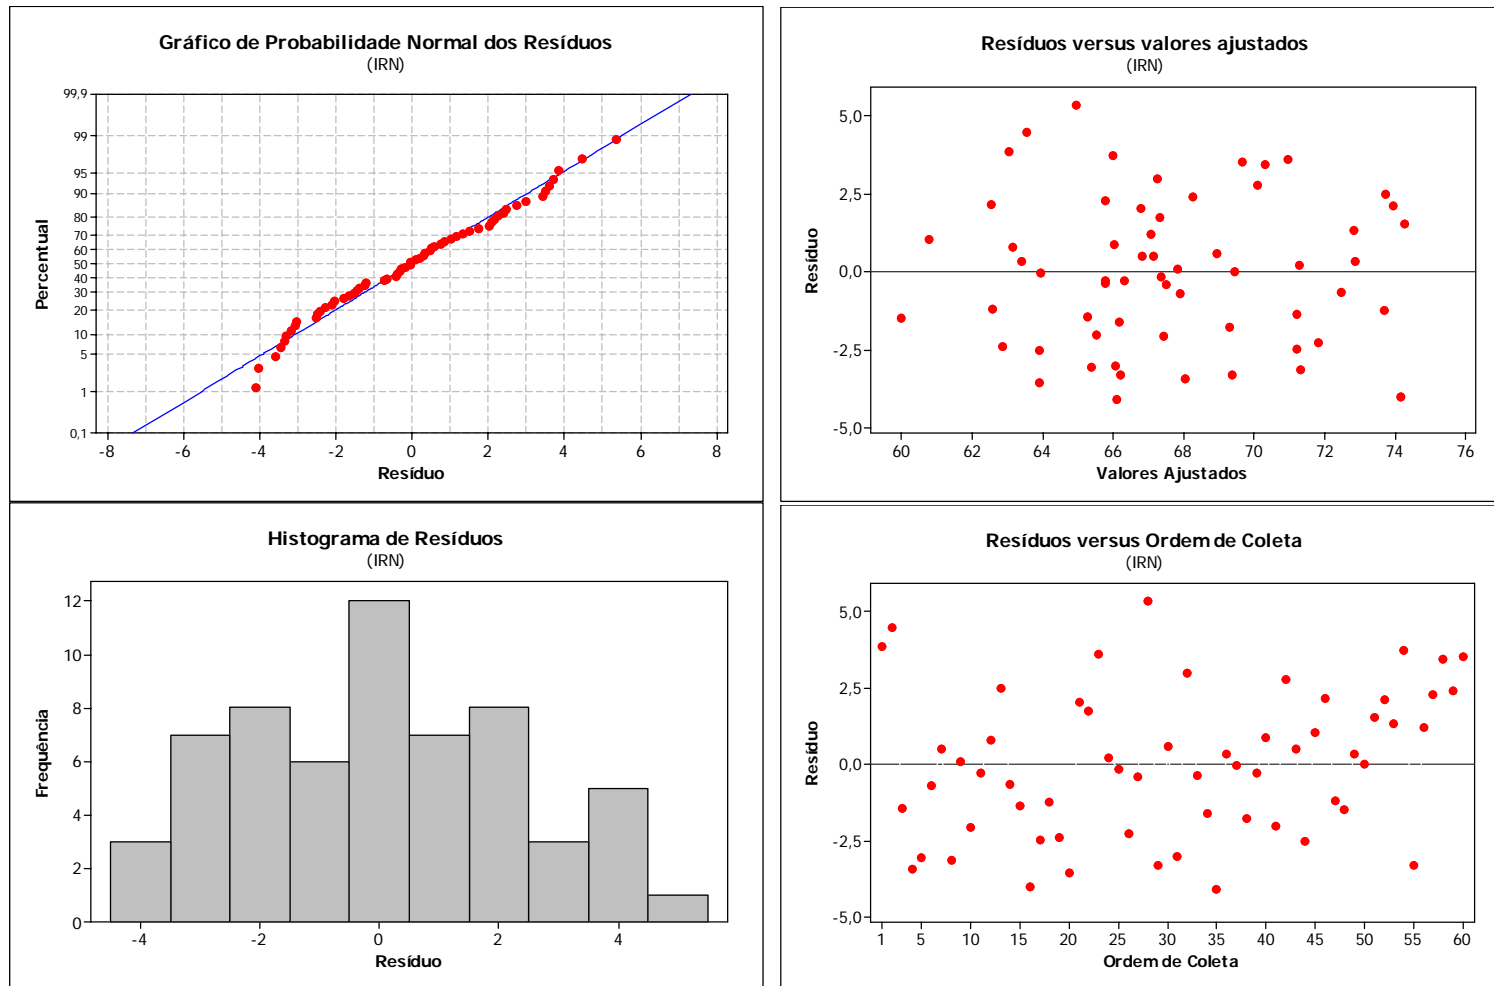 Gráfico de Probabilidade Normal dos Resíduos
(IRN)
Percentual
99,9
99
95
90
80
70
60
50
40
30
20
10
5
1
0,1
-8 -6 -4 -2 0 2 4 6 8
Resíduo
Resíduos versus valores ajustados
(IRN)
Resíduo
5,0
2,5
0,0
-2,5
-5,0
60 62 64 66 68 70 72 74 76
Valores Ajustados
Histograma de Resíduos
(IRN)
Frequência
12
10
8
6
4
2
0
-4 -2 0 2 4
Resíduo
Resíduos versus Ordem de Coleta
(IRN)
Resíduo
5,0
2,5
0,0
-2,5
-5,0
1 5 10 15 20 25 30 35 40 45 50 55 60
Ordem de Coleta